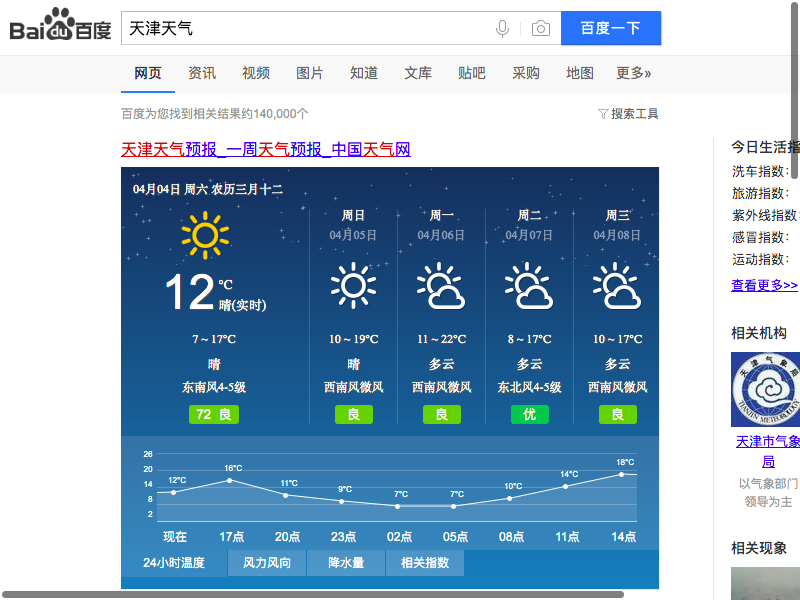 Bai du 百度
天津天气
百度一下
网页 资讯 视频 图片 知道 文库 贴吧 采购 地图 更多»
百度为您找到相关结果约140,000个
搜索工具
天津天气预报_一周天气预报_中国天气网
04月04日 周六 农历三月十二
12 ℃
晴(实时)
7 ~ 17℃
晴
东南风4-5级
72 良
周日
04月05日
10 ~ 19℃
晴
西南风微风
良
周一
04月06日
11 ~ 22℃
多云
西南风微风
良
周二
04月07日
8 ~ 17℃
多云
东北风4-5级
优
周三
04月08日
10 ~ 17℃
多云
西南风微风
良
26
20
14
8
2
12℃ 16℃ 11℃ 9℃ 7℃ 7℃ 10℃ 14℃ 18℃
现在 17点 20点 23点 02点 05点 08点 11点 14点
24小时温度 风力风向 降水量 相关指数
今日生活指
洗车指数：
旅游指数：
紫外线指数：
感冒指数：
运动指数：
查看更多>>
相关机构
天津市气象局
TIANJIN METEOROLOGY
天津市气象
局
以气象部门
领导为主
相关现象